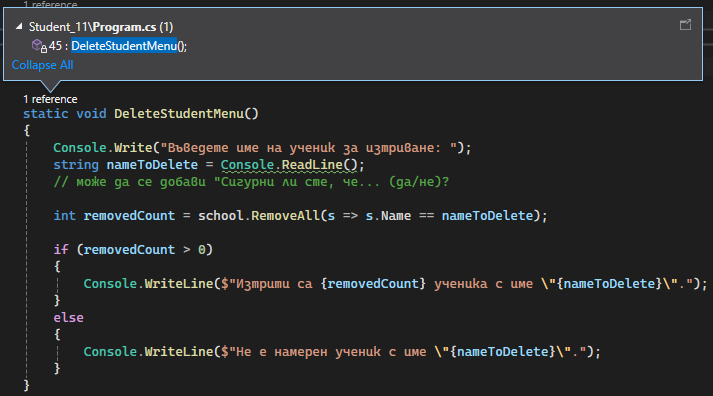 1 reference
Student_11\Program.cs (1)
45 : DeleteStudentMenu();
Collapse All
1 reference
static void DeleteStudentMenu()
{
Console.Write("Въведете име на ученик за изтриване: ");
string nameToDelete = Console.ReadLine();
// може да се добави "Сигурни ли сте, че... (да/не)?
int removedCount = school.RemoveAll(s => s.Name == nameToDelete);
if (removedCount > 0)
{
Console.WriteLine($"Изтрити са {removedCount} ученика с име \"{nameToDelete}\".");
}
else
{
Console.WriteLine($"Не е намерен ученик с име \"{nameToDelete}\".");
}
}